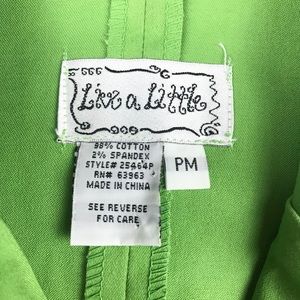 Live a Little
98% COTTON
2% SPANDEX
STYLE# 25464P
RN# 63963
MADE IN CHINA
SEE REVERSE
FOR CARE
PM